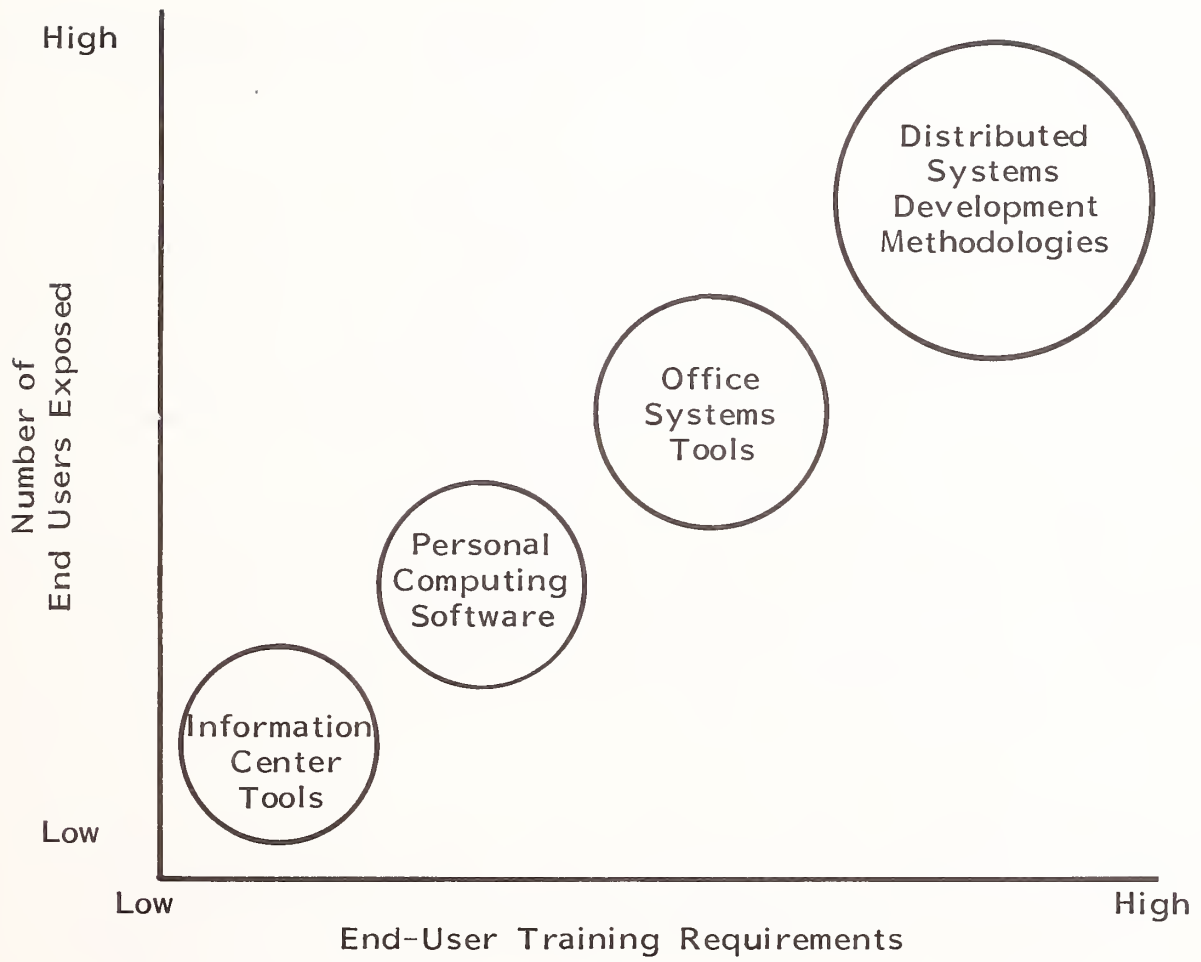 High
Distributed
Systems
Development
Methodologies
Number of
End Users Exposed
Office
Systems
Tools
Personal
Computing
Software
Information
Center
Tools
Low
Low
High
End-User Training Requirements